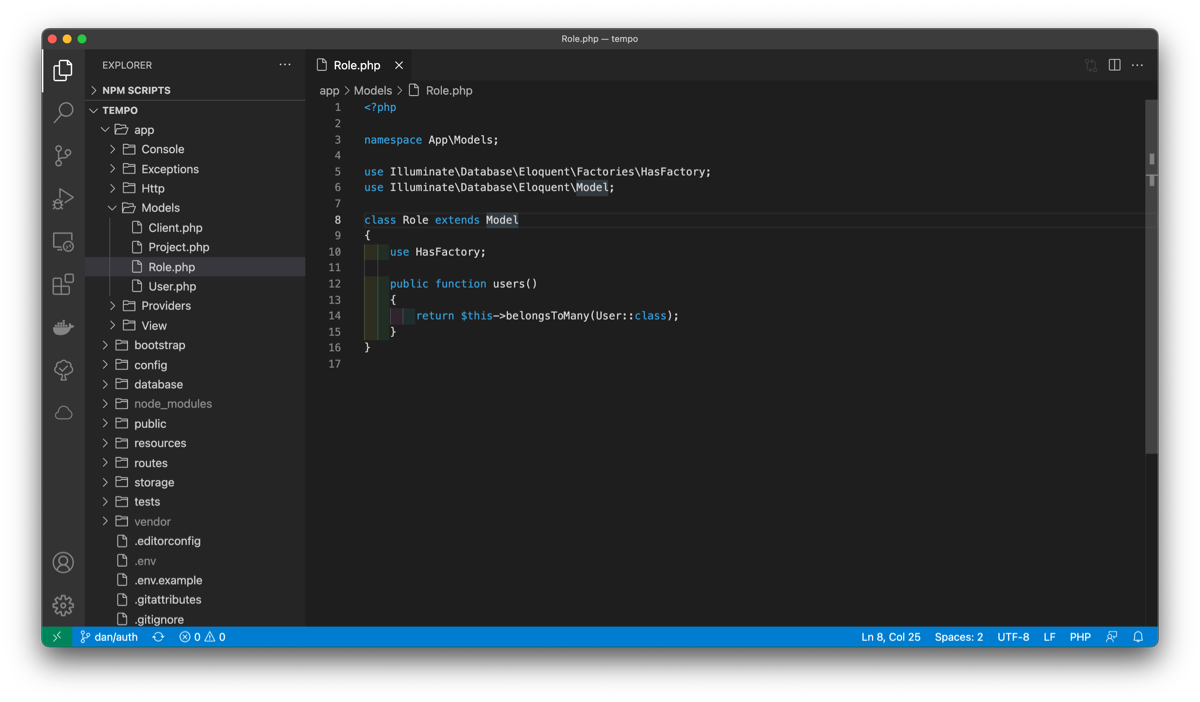 Role.php — tempo
EXPLORER
NPM SCRIPTS
TEMPO
app
Console
Exceptions
Http
Models
Client.php
Project.php
Role.php
User.php
Providers
View
bootstrap
config
database
node_modules
public
resources
routes
storage
tests
vendor
.editorconfig
.env
.env.example
.gitattributes
.gitignore
Role.php
app > Models > Role.php
1 <?php
2
3 namespace App\Models;
4
5 use Illuminate\Database\Eloquent\Factories\HasFactory;
6 use Illuminate\Database\Eloquent\Model;
7
8 class Role extends Model
9 {
10 use HasFactory;
11
12 public function users()
13 {
14 return $this->belongsToMany(User::class);
15 }
16 }
17
dan/auth 0 0 Ln 8, Col 25 Spaces: 2 UTF-8 LF PHP